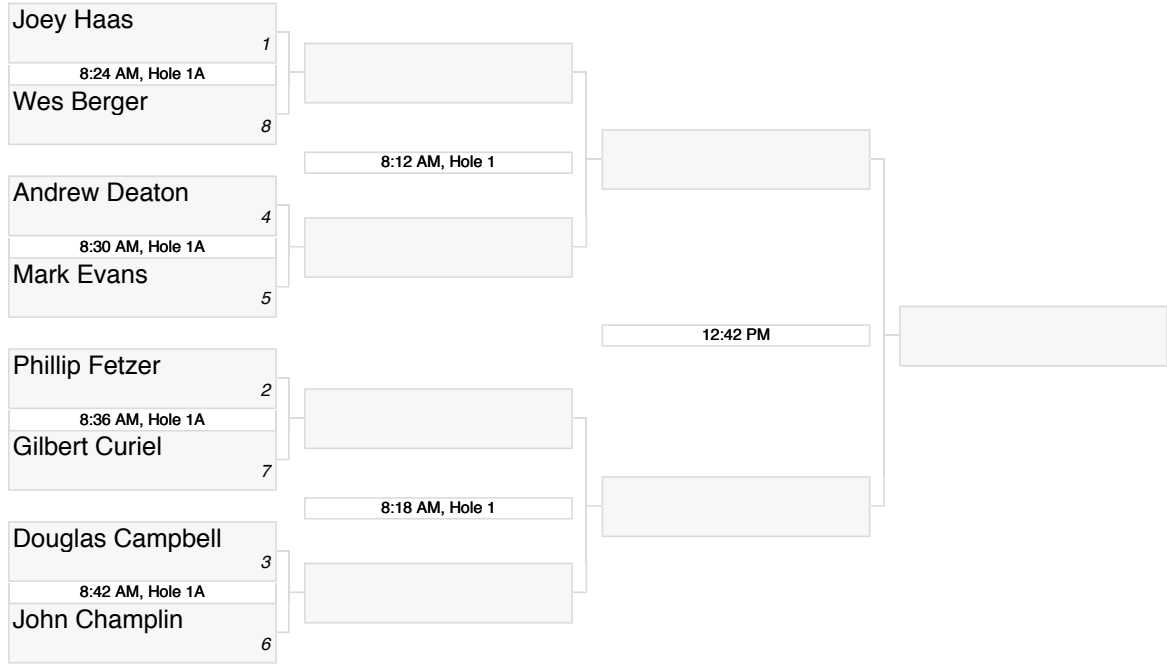 Joey Haas
1
8:24 AM, Hole 1A
Wes Berger
8
8:12 AM, Hole 1
Andrew Deaton
4
8:30 AM, Hole 1A
Mark Evans
5
12:42 PM
Phillip Fetzer
2
8:36 AM, Hole 1A
Gilbert Curiel
7
8:18 AM, Hole 1
Douglas Campbell
3
8:42 AM, Hole 1A
John Champlin
6